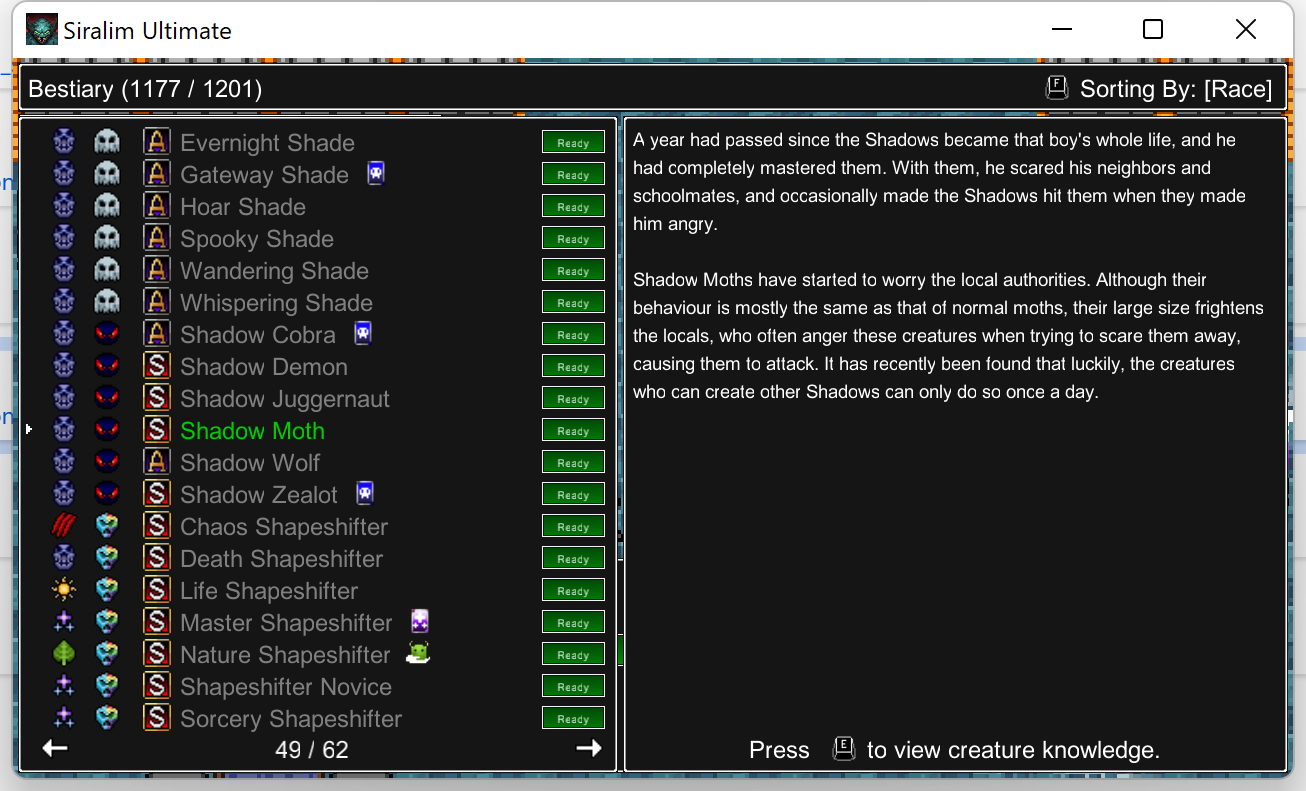 Siralim Ultimate
Bestiary (1177 / 1201)
F Sorting By: [Race]
A Evernight Shade Ready
A Gateway Shade Ready
A Hoar Shade Ready
A Spooky Shade Ready
A Wandering Shade Ready
A Whispering Shade Ready
A Shadow Cobra Ready
S Shadow Demon Ready
S Shadow Juggernaut Ready
S Shadow Moth Ready
A Shadow Wolf Ready
S Shadow Zealot Ready
S Chaos Shapeshifter Ready
S Death Shapeshifter Ready
S Life Shapeshifter Ready
S Master Shapeshifter Ready
S Nature Shapeshifter Ready
S Shapeshifter Novice Ready
S Sorcery Shapeshifter Ready
49 / 62
A year had passed since the Shadows became that boy's whole life, and he
had completely mastered them. With them, he scared his neighbors and
schoolmates, and occasionally made the Shadows hit them when they made
him angry.
Shadow Moths have started to worry the local authorities. Although their
behaviour is mostly the same as that of normal moths, their large size frightens
the locals, who often anger these creatures when trying to scare them away,
causing them to attack. It has recently been found that luckily, the creatures
who can create other Shadows can only do so once a day.
Press E to view creature knowledge.